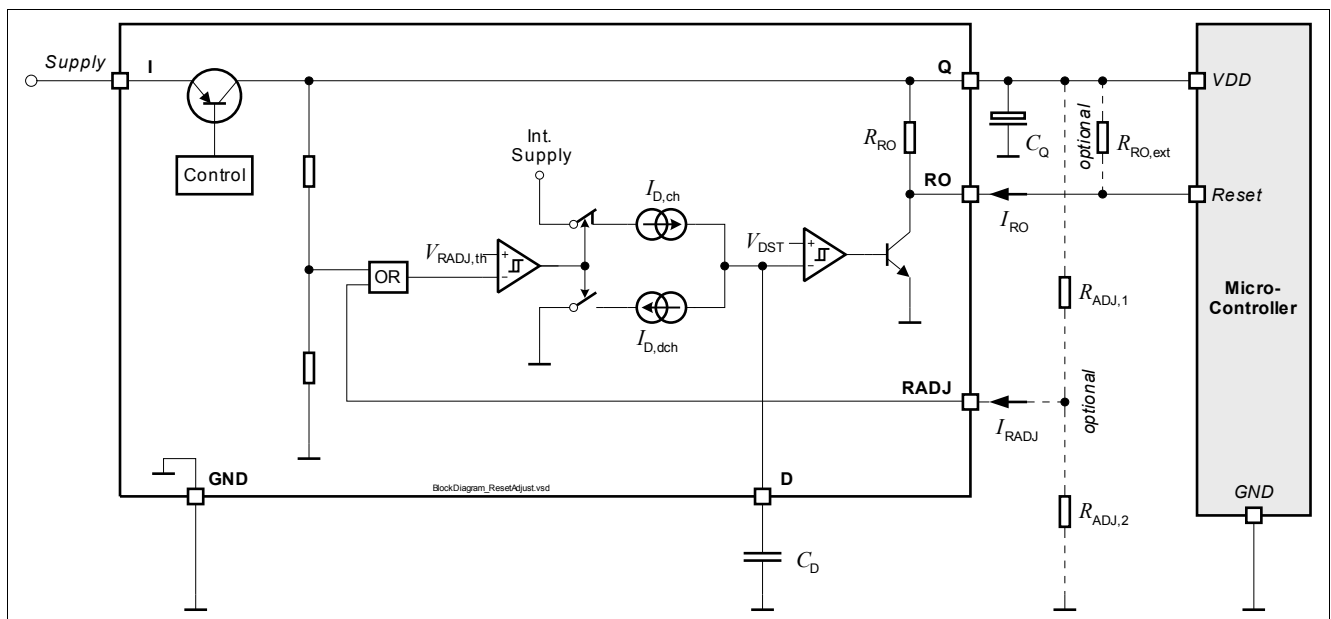 Supply
I
Q
VDD
Control
Int.
Supply
R_RO
C_Q
optional
R_RO,ext
RO
I_RO
Reset
I_D,ch
V_RADJ,th
+
-
OR
V_DST
+
-
I_D,dch
R_ADJ,1
Micro-
Controller
RADJ
I_RADJ
optional
GND
BlockDiagram_ResetAdjust.vsd
D
C_D
R_ADJ,2
GND